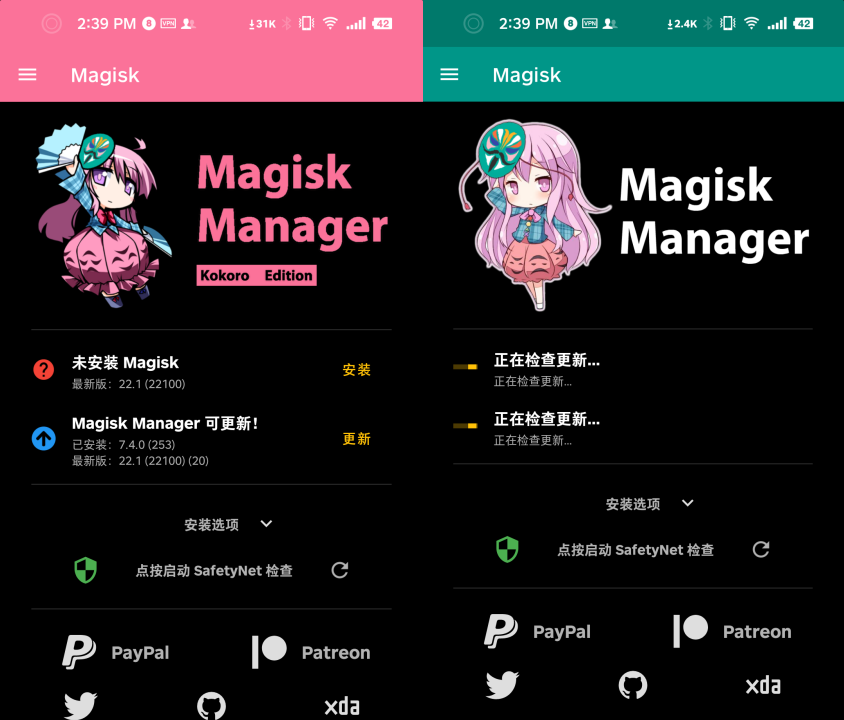 2:39 PM 8 VPN 31K 42
Magisk
Magisk
Manager
Kokoro Edition
未安装 Magisk
最新版：22.1 (22100)
安装
Magisk Manager 可更新！
已安装：7.4.0 (253)
最新版：22.1 (22100) (20)
更新
安装选项
点按启动 SafetyNet 检查
PayPal
Patreon
xda
2:39 PM 8 VPN 2.4K 42
Magisk
Magisk
Manager
正在检查更新...
正在检查更新...
正在检查更新...
正在检查更新...
安装选项
点按启动 SafetyNet 检查
PayPal
Patreon
xda